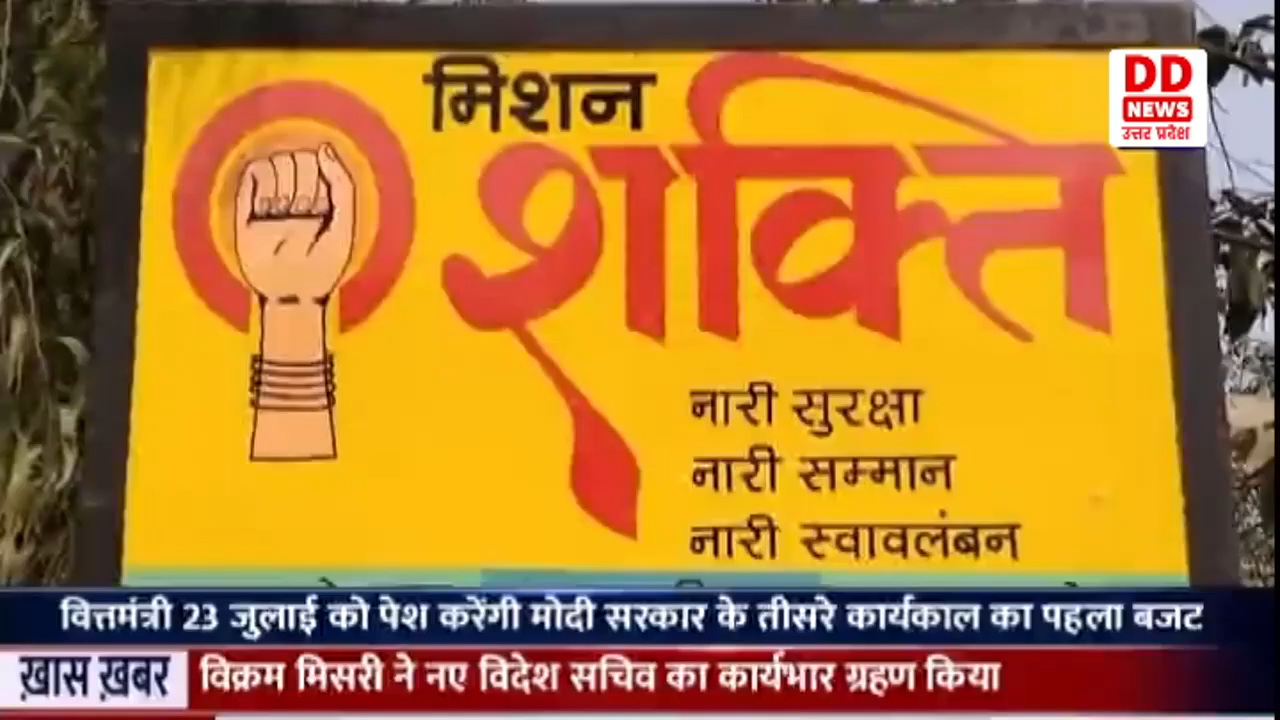 मिशन
शक्ति
नारी सुरक्षा
नारी सम्मान
नारी स्वावलंबन
DD
NEWS
उत्तर प्रदेश
वित्तमंत्री 23 जुलाई को पेश करेंगी मोदी सरकार के तीसरे कार्यकाल का पहला बजट
ख़ास ख़बर
विक्रम मिसरी ने नए विदेश सचिव का कार्यभार ग्रहण किया